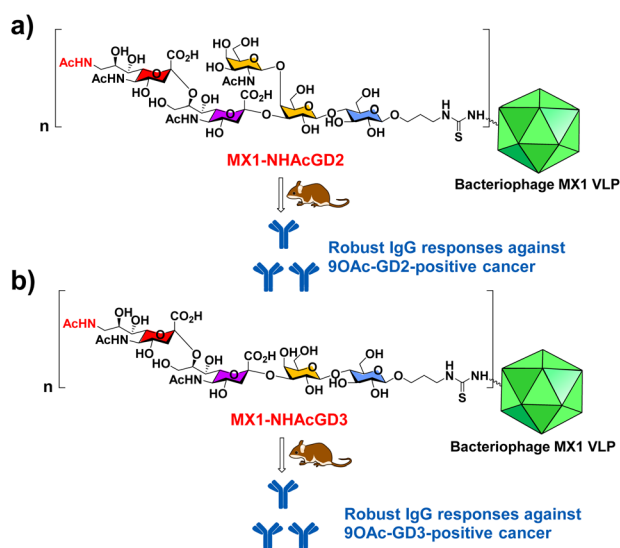 a)
AcHN
OH
OH
CO₂H
HO
OH
O
HO
O
AcHN
OH
O
HO
OH
CO₂H
AcHN
O
OH
O
AcHN
HO
O
O
O
OH
O
HO
OH
O
O
H
N
H
N
S
n
MX1-NHAcGD2
Bacteriophage MX1 VLP
Robust IgG responses against
9OAc-GD2-positive cancer
b)
AcHN
OH
OH
CO₂H
O
AcHN
OH
O
HO
OH
CO₂H
OH
OH
OH
O
AcHN
HO
O
O
HO
OH
O
O
HO
OH
O
H
N
H
N
S
n
MX1-NHAcGD3
Bacteriophage MX1 VLP
Robust IgG responses against
9OAc-GD3-positive cancer